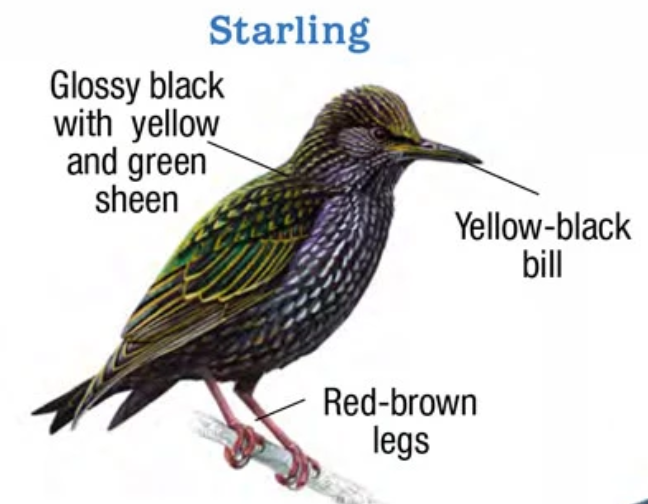 Starling
Glossy black
with yellow
and green
sheen
Yellow-black
bill
Red-brown
legs